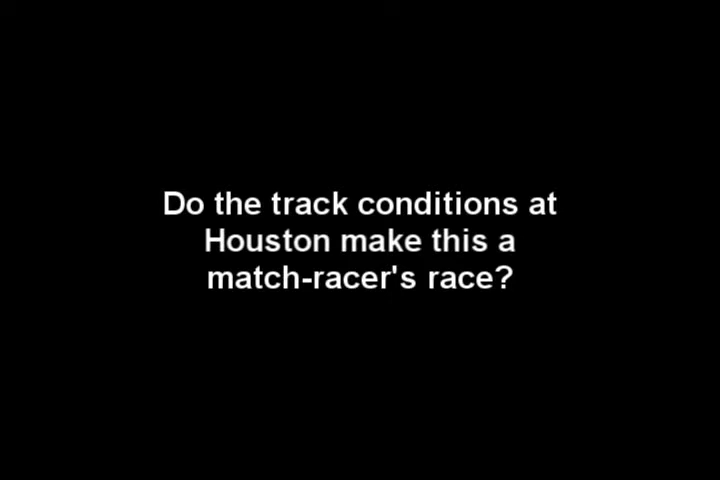 Do the track conditions at
Houston make this a
match-racer's race?